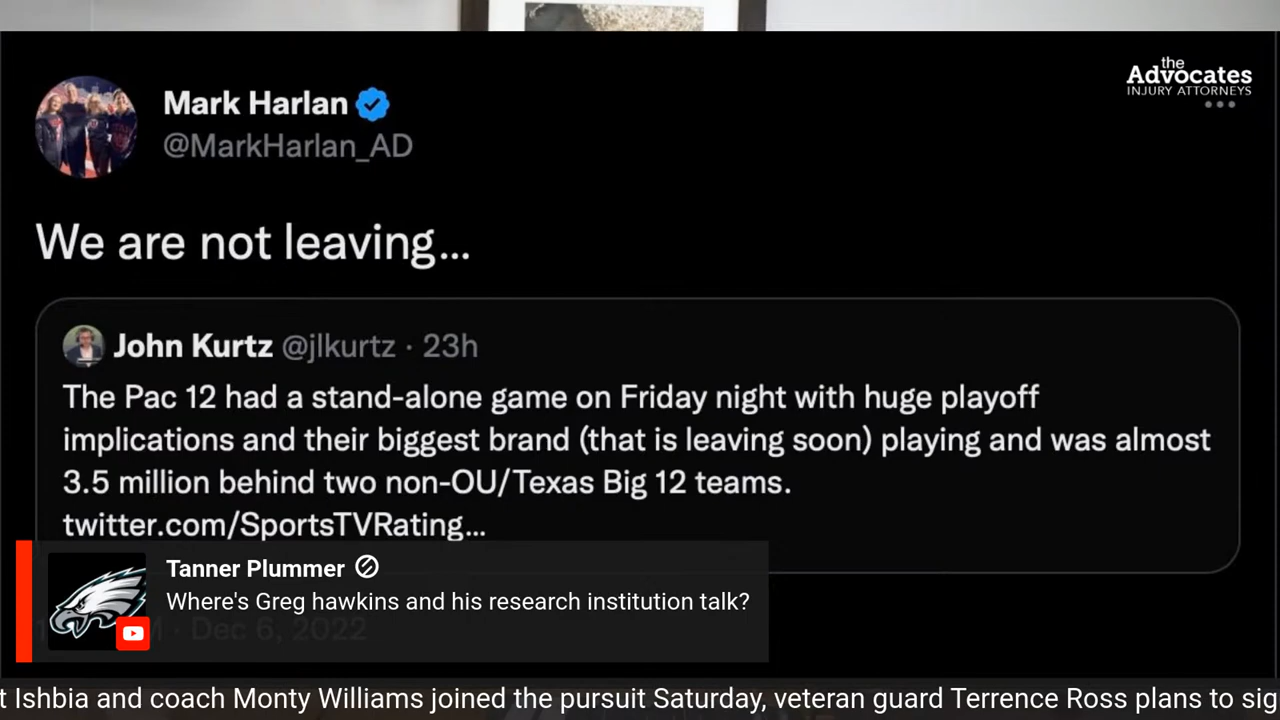 the
Advocates
INJURY ATTORNEYS
Mark Harlan
@MarkHarlan_AD
We are not leaving...
John Kurtz @jlkurtz · 23h
The Pac 12 had a stand-alone game on Friday night with huge playoff
implications and their biggest brand (that is leaving soon) playing and was almost
3.5 million behind two non-OU/Texas Big 12 teams.
twitter.com/SportsTVRating...
Tanner Plummer
Where's Greg hawkins and his research institution talk?
· Dec 6, 2022
t Ishbia and coach Monty Williams joined the pursuit Saturday, veteran guard Terrence Ross plans to sig